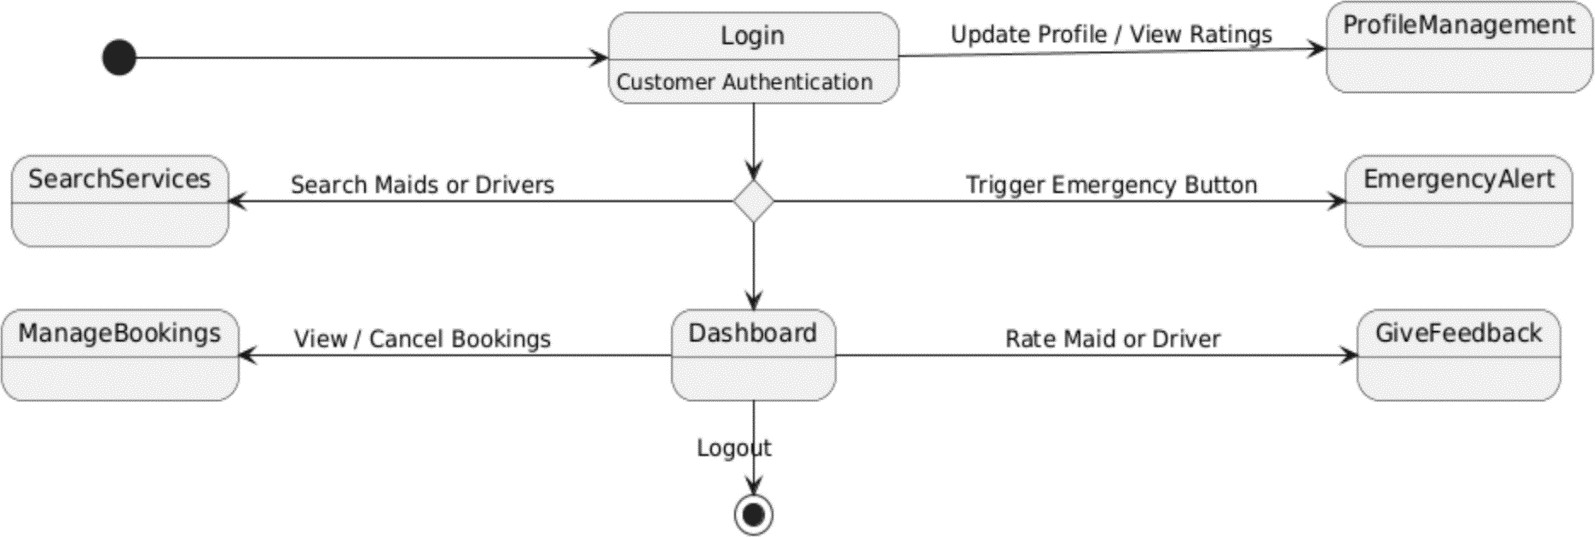 Login
Customer Authentication
Update Profile / View Ratings
ProfileManagement
SearchServices
Search Maids or Drivers
Trigger Emergency Button
EmergencyAlert
ManageBookings
View / Cancel Bookings
Dashboard
Rate Maid or Driver
GiveFeedback
Logout